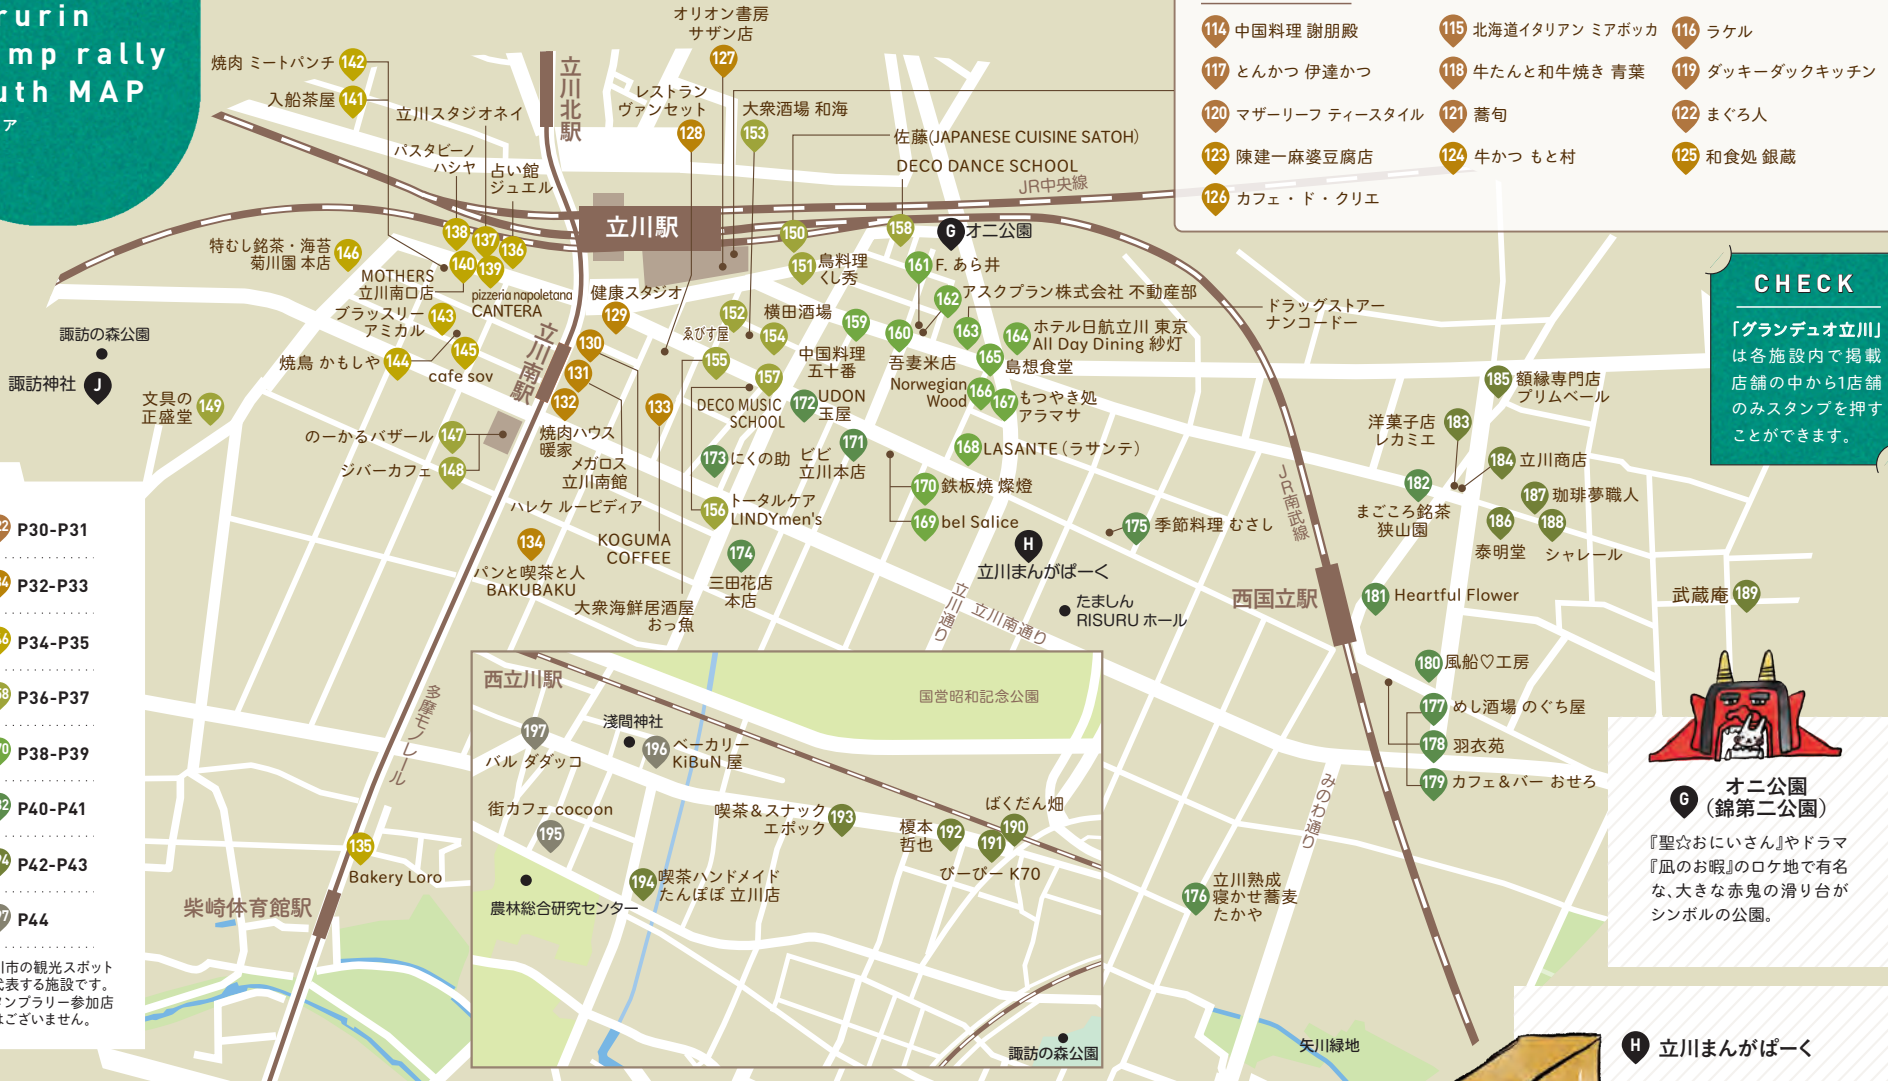 rurin
mp rally
uth MAP
ア
オリオン書房
サザン店
127
焼肉 ミートパンチ 142
入船茶屋 141
立川スタジオネイ
パスタビーノ
ハシヤ
占い館
ジュエル
立川北駅
レストラン
ヴァンセット
128
大衆酒場 和海
153
佐藤(JAPANESE CUISINE SATOH)
DECO DANCE SCHOOL
JR中央線
114 中国料理 謝朋殿
115 北海道イタリアン ミアボッカ
116 ラケル
117 とんかつ 伊達かつ
118 牛たんと和牛焼き 青葉
119 ダッキーダックキッチン
120 マザーリーフ ティースタイル
121 蕎旬
122 まぐろ人
123 陳建一麻婆豆腐店
124 牛かつ もと村
125 和食処 銀蔵
126 カフェ・ド・クリエ
立川駅
138
137
136
140
139
特むし銘茶・海苔
菊川園 本店
146
MOTHERS
立川南口店
pizzeria napoletana
CANTERA
ブラッスリー
アミカル
143
焼鳥 かもしや 144
145
cafe sov
健康スタジオ
129
130
131
132
立川南駅
150
151 鳥料理
くし秀
158
G オニ公園
161 F. あら井
162 アスクプラン株式会社 不動産部
ドラッグストアー
ナンコードー
152
ゑびす屋
横田酒場
154
159
160
吾妻米店
163
164 ホテル日航立川 東京
All Day Dining 紗灯
155
中国料理
五十番
165
島想食堂
157
DECO MUSIC
SCHOOL
172 UDON
玉屋
Norwegian
Wood
166
167 もつやき処
アラマサ
133
諏訪の森公園
諏訪神社 J
文具の
正盛堂
149
のーかるバザール 147
ジバーカフェ 148
焼肉ハウス
暖家
メガロス
立川南館
ハレケ ルーピディア
173 にくの助
ビビ
立川本店
171
168 LASANTE(ラサンテ)
170 鉄板焼 燦燈
169 bel Salice
156 トータルケア
LINDYmen's
134
パンと喫茶と人
BAKUBAKU
KOGUMA
COFFEE
174
三田花店
本店
大衆海鮮居酒屋
おっ魚
H
立川まんがぱーく
175 季節料理 むさし
たましん
RISURU ホール
立川通り
立川南通り
JR南武線
西国立駅
185 額縁専門店
プリムベール
洋菓子店
レカミエ
183
184 立川商店
182
まごころ銘茶
狭山園
187 珈琲夢職人
186
泰明堂
188
シャレール
181 Heartful Flower
武蔵庵 189
180 風船♡工房
177 めし酒場 のぐち屋
178 羽衣苑
179 カフェ&バー おせろ
みのわ通り
176 立川熟成
寝かせ蕎麦
たかや
矢川緑地
CHECK
「グランデュオ立川」
は各施設内で掲載
店舗の中から1店舗
のみスタンプを押す
ことができます。
G オニ公園
(錦第二公園)
『聖☆おにいさん』やドラマ
『凪のお暇』のロケ地で有名
な、大きな赤鬼の滑り台が
シンボルの公園。
H 立川まんがぱーく
22 P30-P31
34 P32-P33
46 P34-P35
58 P36-P37
70 P38-P39
82 P40-P41
94 P42-P43
97 P44
川市の観光スポット
代表する施設です。
タンプラリー参加店
はございません。
多摩モノレール
135
Bakery Loro
柴崎体育館駅
西立川駅
国営昭和記念公園
197
バル ダダッコ
淺間神社
196 ベーカリー
KiBuN 屋
街カフェ cocoon
195
喫茶&スナック
エポック
193
榎本
哲也
192
ばくだん畑
190
191
びーびー K70
農林総合研究センター
194 喫茶ハンドメイド
たんぽぽ 立川店
諏訪の森公園